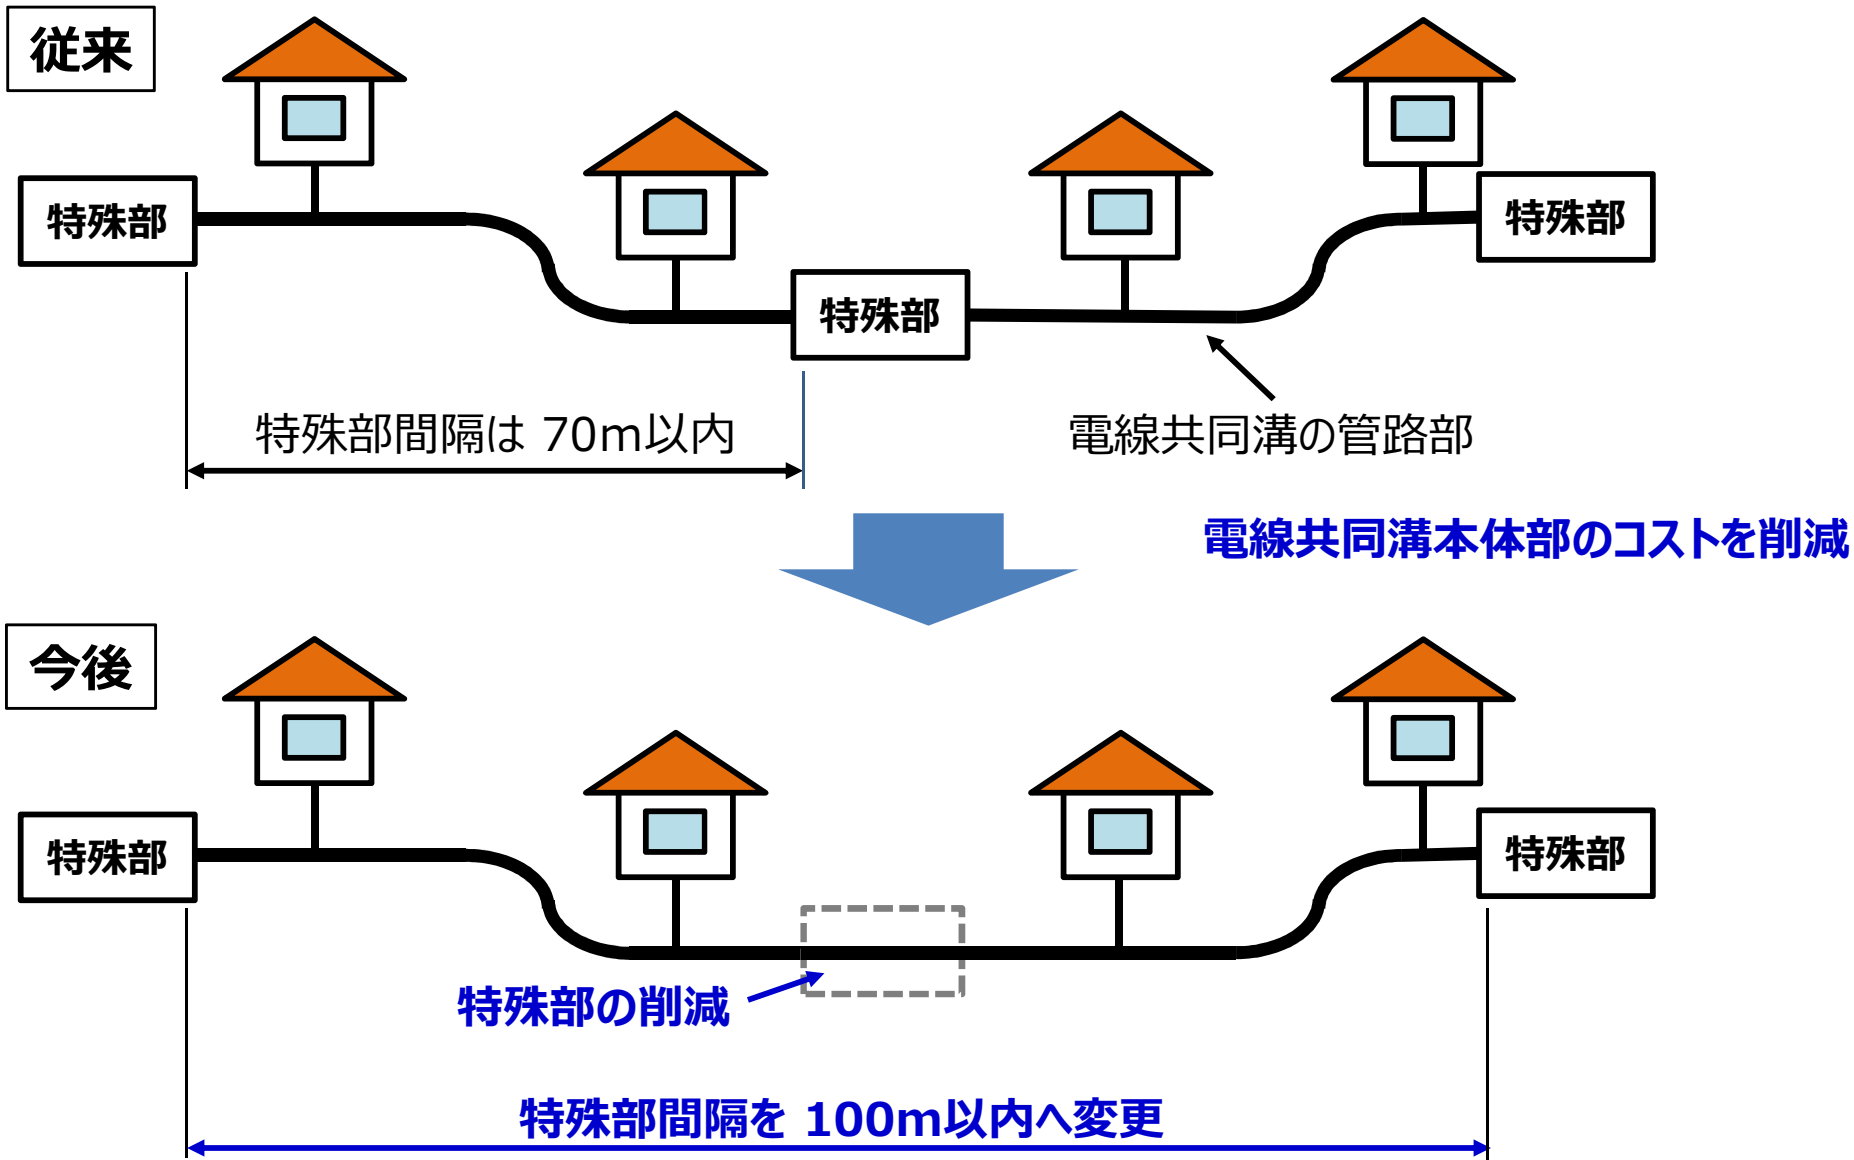 従来
特殊部
特殊部
特殊部
特殊部間隔は 70m以内
電線共同溝の管路部
電線共同溝本体部のコストを削減
今後
特殊部
特殊部
特殊部の削減
特殊部間隔を 100m以内へ変更